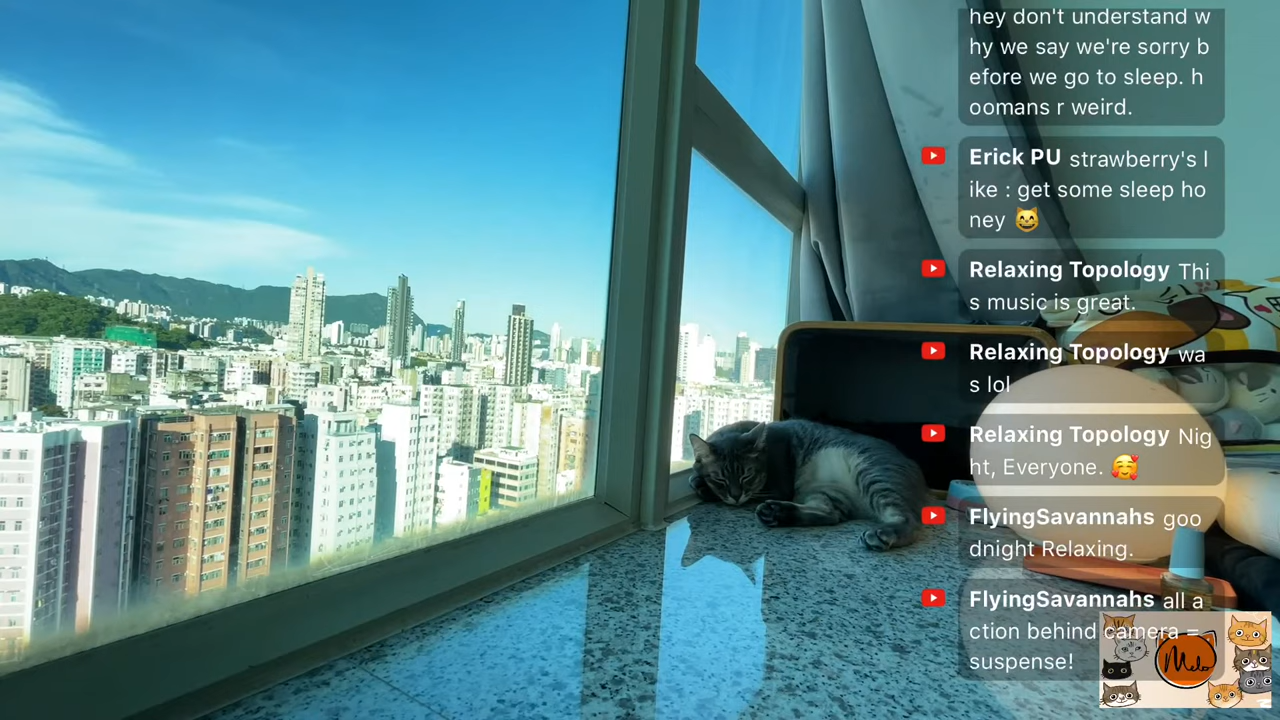 hey don't understand w
hy we say we're sorry b
efore we go to sleep. h
oomans r weird.
Erick PU strawberry's l
ike : get some sleep ho
ney 😺
Relaxing Topology Thi
s music is great.
Relaxing Topology wa
s lol
Relaxing Topology Nig
ht, Everyone. 🥰
FlyingSavannahs goo
dnight Relaxing.
FlyingSavannahs all a
ction behind camera =
suspense!
Melo